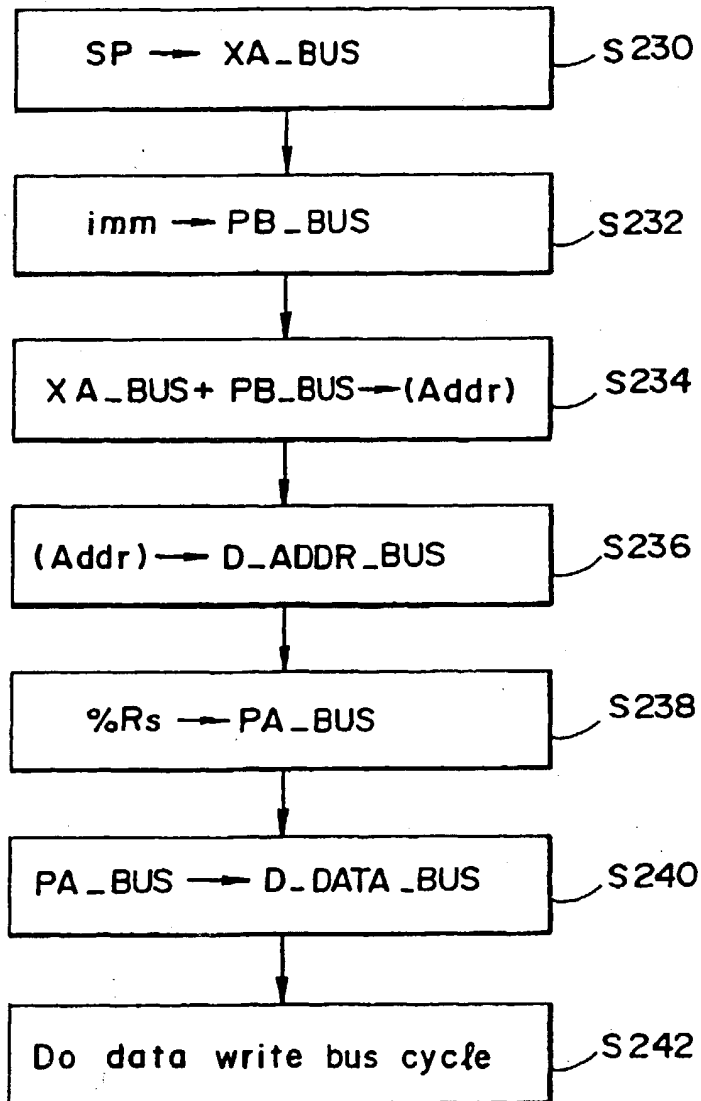 SP → XA_BUS S230
imm → PB_BUS S232
XA_BUS + PB_BUS → (Addr) S234
(Addr) → D_ADDR_BUS S236
%Rs → PA_BUS S238
PA_BUS → D_DATA_BUS S240
Do data write bus cycle S242